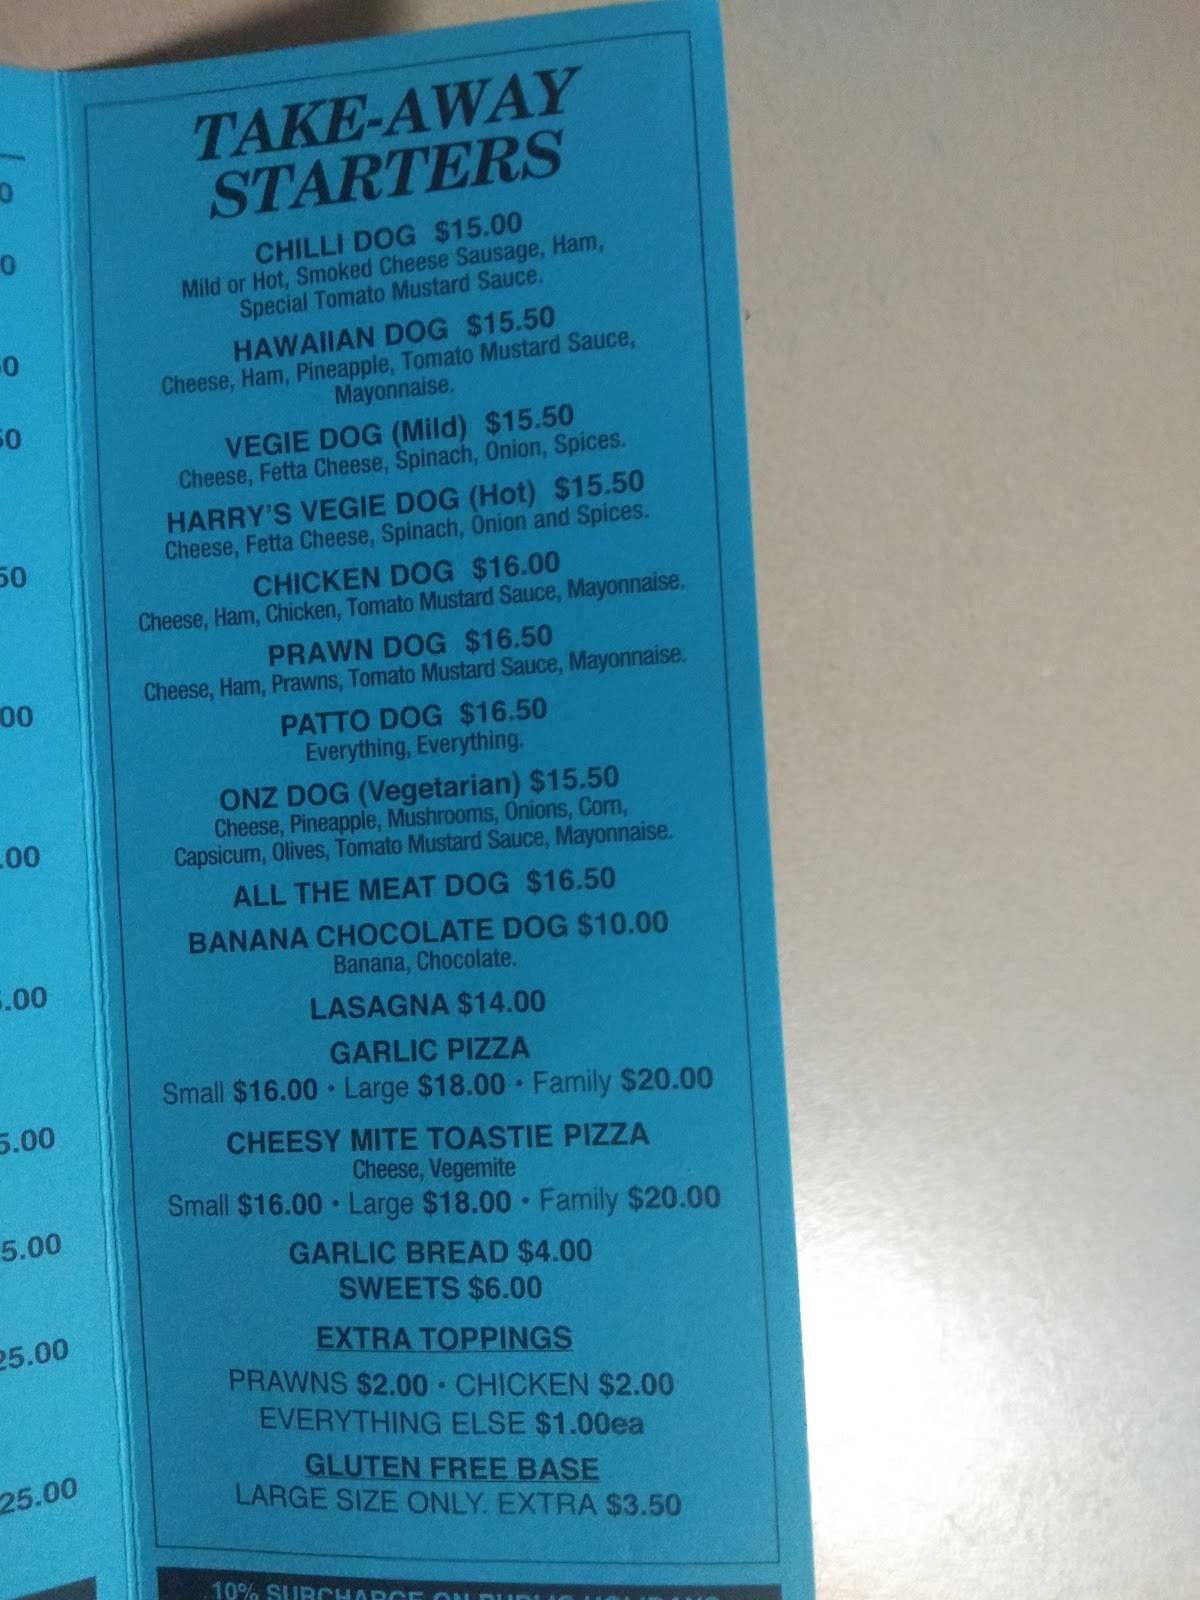 TAKE-AWAY
STARTERS
CHILLI DOG $15.00
Mild or Hot, Smoked Cheese Sausage, Ham,
Special Tomato Mustard Sauce.
HAWAIIAN DOG $15.50
Cheese, Ham, Pineapple, Tomato Mustard Sauce,
Mayonnaise.
VEGIE DOG (Mild) $15.50
Cheese, Fetta Cheese, Spinach, Onion, Spices.
HARRY'S VEGIE DOG (Hot) $15.50
Cheese, Fetta Cheese, Spinach, Onion and Spices.
CHICKEN DOG $16.00
Cheese, Ham, Chicken, Tomato Mustard Sauce, Mayonnaise.
PRAWN DOG $16.50
Cheese, Ham, Prawns, Tomato Mustard Sauce, Mayonnaise.
PATTO DOG $16.50
Everything, Everything.
ONZ DOG (Vegetarian) $15.50
Cheese, Pineapple, Mushrooms, Onions, Corn,
Capsicum, Olives, Tomato Mustard Sauce, Mayonnaise.
ALL THE MEAT DOG $16.50
BANANA CHOCOLATE DOG $10.00
Banana, Chocolate.
LASAGNA $14.00
GARLIC PIZZA
Small $16.00 • Large $18.00 • Family $20.00
CHEESY MITE TOASTIE PIZZA
Cheese, Vegemite
Small $16.00 • Large $18.00 • Family $20.00
GARLIC BREAD $4.00
SWEETS $6.00
EXTRA TOPPINGS
PRAWNS $2.00 • CHICKEN $2.00
EVERYTHING ELSE $1.00ea
GLUTEN FREE BASE
LARGE SIZE ONLY. EXTRA $3.50
10% SURCHARGE ON PUBLIC HOLIDAYS